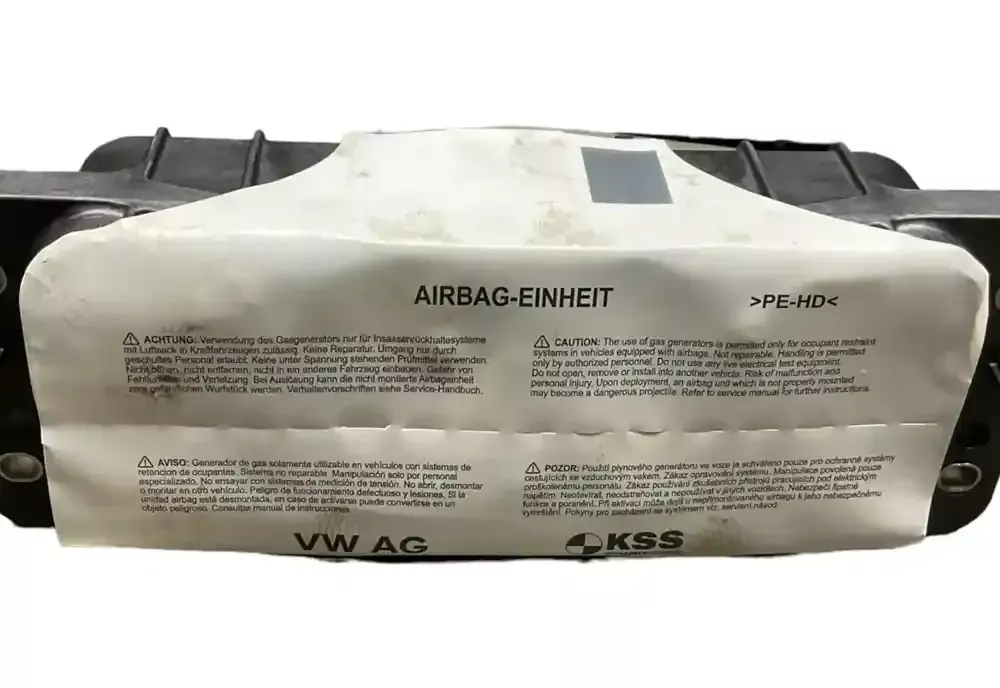 AIRBAG-EINHEIT
>PE-HD<
⚠ ACHTUNG: Verwendung des Gasgenerators nur für Insassenrückhaltesysteme
mit Luftsack in Kraftfahrzeugen zulässig. Keine Reparatur. Umgang nur durch
geschultes Personal erlaubt. Keine unter Spannung stehenden Prüfmittel verwenden.
Nicht öffnen, nicht entfernen, nicht in ein anderes Fahrzeug einbauen. Gefahr von
und Verletzung. Bei Auslösung kann die nicht montierte Airbageinheit
zum gefährlichen Wurfstück werden. Verhaltenvorschriften siehe Service-Handbuch.
⚠ CAUTION: The use of gas generators is permitted only for occupant restraint
systems in vehicles equipped with airbags. Not repairable. Handling is permitted
only by authorized personnel. Do not use any live electrical test equipment.
Do not open, remove or install into another vehicle. Risk of malfunction and
personal injury. Upon deployment, an airbag unit which is not properly mounted
may become a dangerous projectile. Refer to service manual for further instructions.
⚠ AVISO: Generador de gas solamente utilizable en vehículos con sistemas de
retencion de ocupantes. Sistema no reparable. Manipulación solo por personal
especializado. No ensayar con sistemas de medición de tensión. No abrir, desmontar
o montar en otro vehículo. Peligro de funcionamiento defectuoso y lesiones. Si la
unidad airbag está desmontada, en caso de activarse puede convertirse en un
objeto peligroso. Consultar manual de instrucciones.
⚠ POZOR: Použití plynového generátoru ve voze je schváleno pouze pro ochranné systémy
cestujících se vzduchovým vakem. Zákaz opravování systému. Manipulace povolená pouze
proškolenému personálu. Zákaz používání zkušebních přístrojů pracujících pod elektrickým
napětím. Neotevírat, neodstraňovat a nepoužívat v jiných vozidlech. Nebezpečí špatné
funkce a poranění. Při aktivaci může dojít u nepřimontovaného airbagu k jeho nebezpečnému
vymrštění. Pokyny pro zacházení se systémem viz. servisní návod.
VW AG
KSS